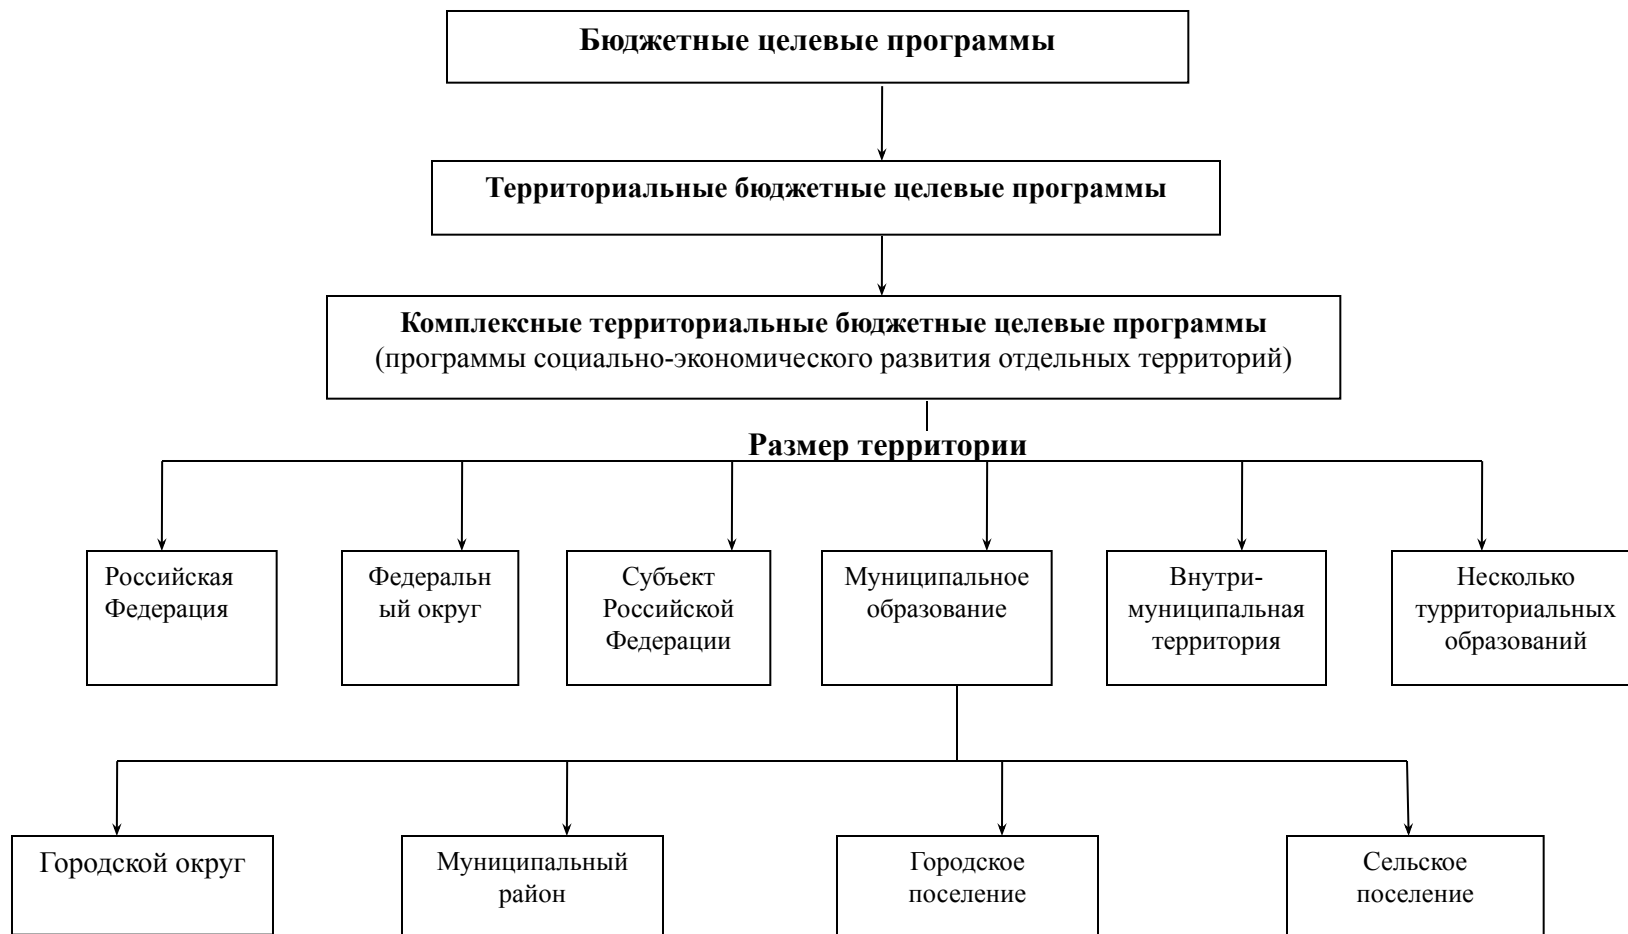 Бюджетные целевые программы
Территориальные бюджетные целевые программы
Комплексные территориальные бюджетные целевые программы
(программы социально-экономического развития отдельных территорий)
Размер территории
Российская
Федерация
Федеральн
ый округ
Субъект
Российской
Федерации
Муниципальное
образование
Внутри-
муниципальная
территория
Несколько
турриториальных
образований
Городской округ
Муниципальный
район
Городское
поселение
Сельское
поселение